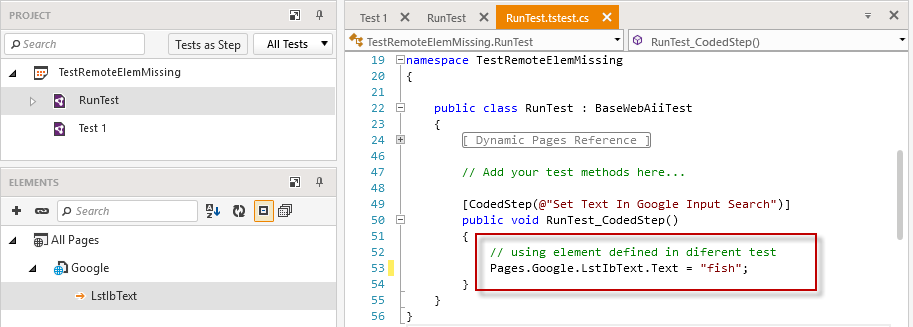 PROJECT
Search
Tests as Step
All Tests
TestRemoteElemMissing
RunTest
Test 1
ELEMENTS
Search
All Pages
Google
LstIbText
Test 1
RunTest
RunTest.tstest.cs
TestRemoteElemMissing.RunTest
RunTest_CodedStep()
19 namespace TestRemoteElemMissing
20 {
21
22 public class RunTest : BaseWebAiiTest
23 {
24 [ Dynamic Pages Reference ]
46
47 // Add your test methods here...
48
49 [CodedStep(@"Set Text In Google Input Search")]
50 public void RunTest_CodedStep()
51 {
52 // using element defined in diferent test
53 Pages.Google.LstIbText.Text = "fish";
54 }
55 }
56 }